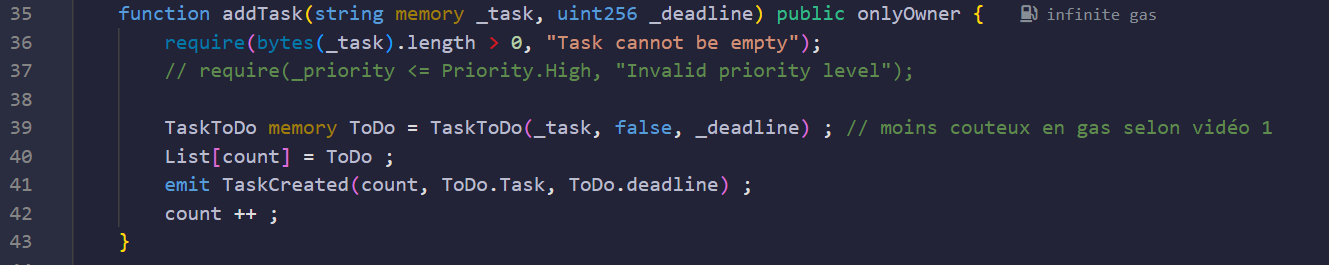 35 function addTask(string memory _task, uint256 _deadline) public onlyOwner { infinite gas
36 require(bytes(_task).length > 0, "Task cannot be empty");
37 // require(_priority <= Priority.High, "Invalid priority level");
38
39 TaskToDo memory ToDo = TaskToDo(_task, false, _deadline) ; // moins couteux en gas selon vidéo 1
40 List[count] = ToDo ;
41 emit TaskCreated(count, ToDo.Task, ToDo.deadline) ;
42 count ++ ;
43 }